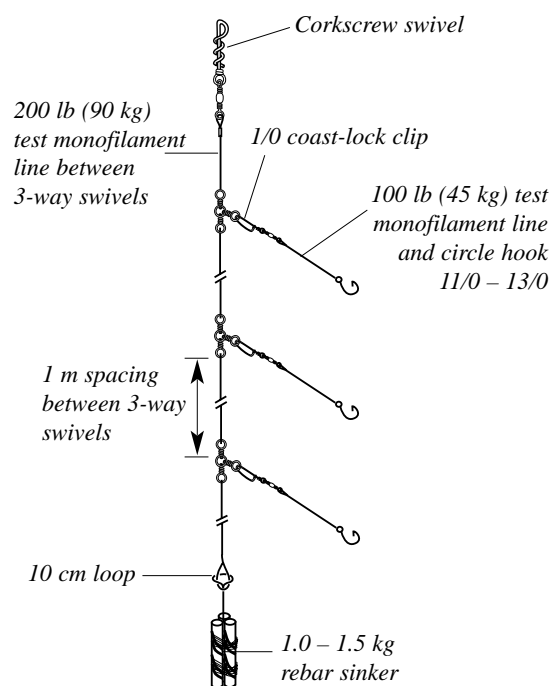 Corkscrew swivel
200 lb (90 kg)
test monofilament
line between
3-way swivels
1/0 coast-lock clip
100 lb (45 kg) test
monofilament line
and circle hook
11/0 – 13/0
1 m spacing
between 3-way
swivels
10 cm loop
1.0 – 1.5 kg
rebar sinker